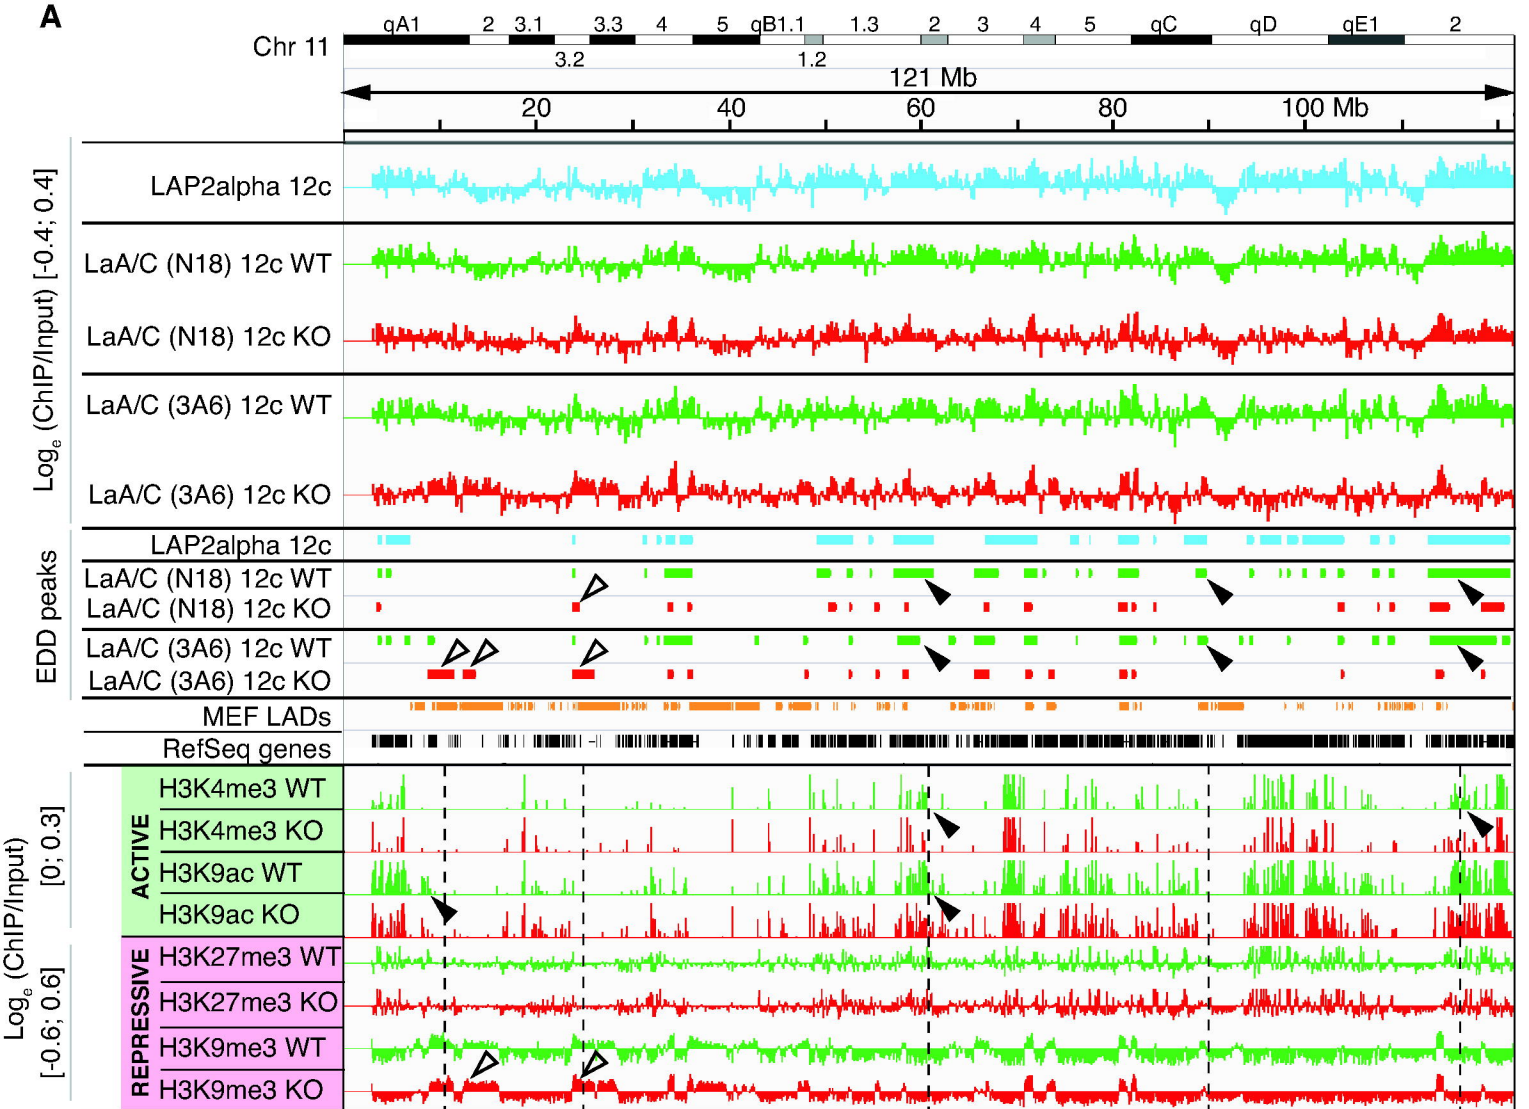 A
qA1 2 3.1 3.3 4 5 qB1.1 1.3 2 3 4 5 qC qD qE1 2
Chr 11
3.2 1.2
121 Mb
20 40 60 80 100 Mb
Log_e (ChIP/Input) [-0.4; 0.4]
LAP2alpha 12c
LaA/C (N18) 12c WT
LaA/C (N18) 12c KO
LaA/C (3A6) 12c WT
LaA/C (3A6) 12c KO
EDD peaks
LAP2alpha 12c
LaA/C (N18) 12c WT
LaA/C (N18) 12c KO
LaA/C (3A6) 12c WT
LaA/C (3A6) 12c KO
MEF LADs
RefSeq genes
Log_e (ChIP/Input)
[0; 0.3]
ACTIVE
H3K4me3 WT
H3K4me3 KO
H3K9ac WT
H3K9ac KO
[-0.6; 0.6]
REPRESSIVE
H3K27me3 WT
H3K27me3 KO
H3K9me3 WT
H3K9me3 KO